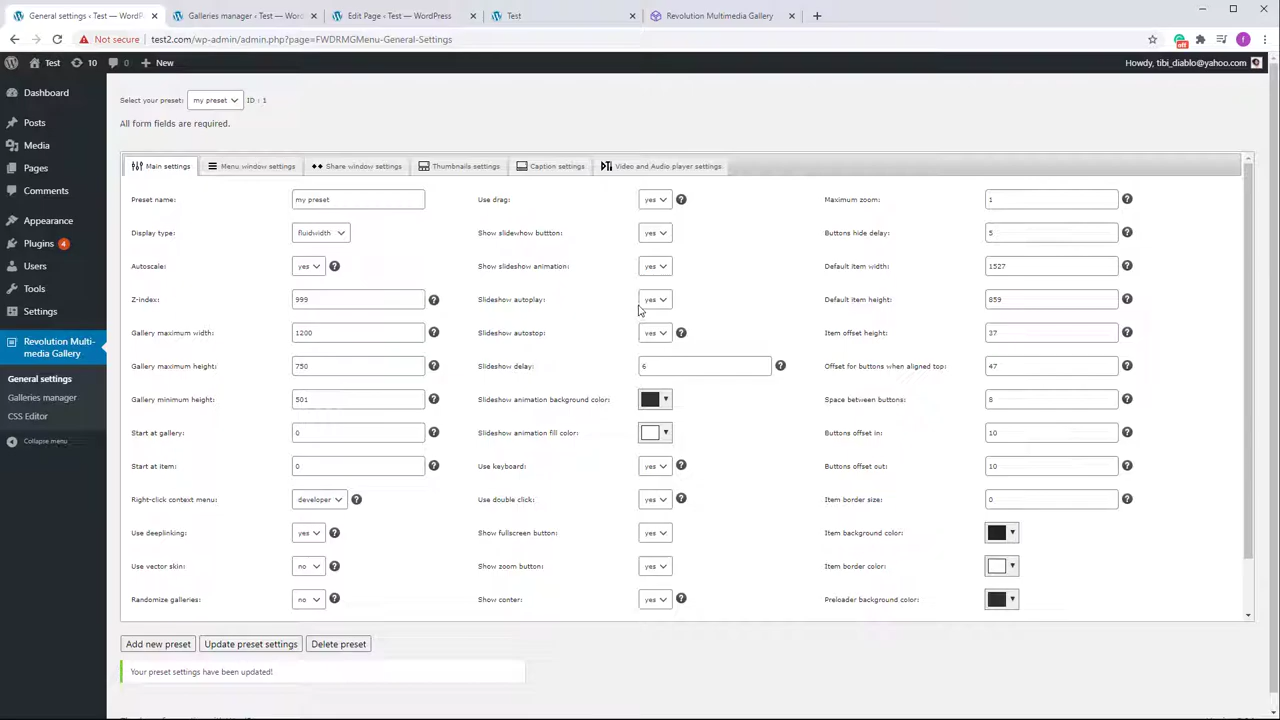 General settings ‹ Test — WordPr
Galleries manager ‹ Test — Wor
Edit Page ‹ Test — WordPress
Test
Revolution Multimedia Gallery
Not secure
test2.com/wp-admin/admin.php?page=FWDRMGMenu-General-Settings
off
f
Test
10
0
New
Howdy, tibi_diablo@yahoo.com
Dashboard
Posts
Media
Pages
Comments
Appearance
Plugins 4
Users
Tools
Settings
Revolution Multi-
media Gallery
General settings
Galleries manager
CSS Editor
Collapse menu
Select your preset: my preset ID : 1
All form fields are required.
Main settings
Menu window settings
Share window settings
Thumbnails settings
Caption settings
Video and Audio player settings
Preset name: my preset
Display type: fluidwidth
Autoscale: yes ?
Z-index: 999 ?
Gallery maximum width: 1200 ?
Gallery maximum height: 750 ?
Gallery minimum height: 501 ?
Start at gallery: 0 ?
Start at item: 0 ?
Right-click context menu: developer ?
Use deeplinking: yes ?
Use vector skin: no ?
Randomize galleries: no ?
Use drag: yes ?
Show slidewhow buttton: yes
Show slideshow animation: yes
Slideshow autoplay: yes
Slideshow autostop: yes ?
Slideshow delay: 6 ?
Slideshow animation background color:
Slideshow animation fill color:
Use keyboard: yes ?
Use double click: yes ?
Show fullscreen button: yes
Show zoom button: yes
Show center: yes ?
Maximum zoom: 1 ?
Buttons hide delay: 5 ?
Default item width: 1527 ?
Default item height: 859 ?
Item offset height: 37 ?
Offset for buttons when aligned top: 47 ?
Space between buttons: 8 ?
Buttons offset in: 10 ?
Buttons offset out: 10 ?
Item border size: 0 ?
Item background color:
Item border color:
Preloader background color:
Add new preset
Update preset settings
Delete preset
Your preset settings have been updated!